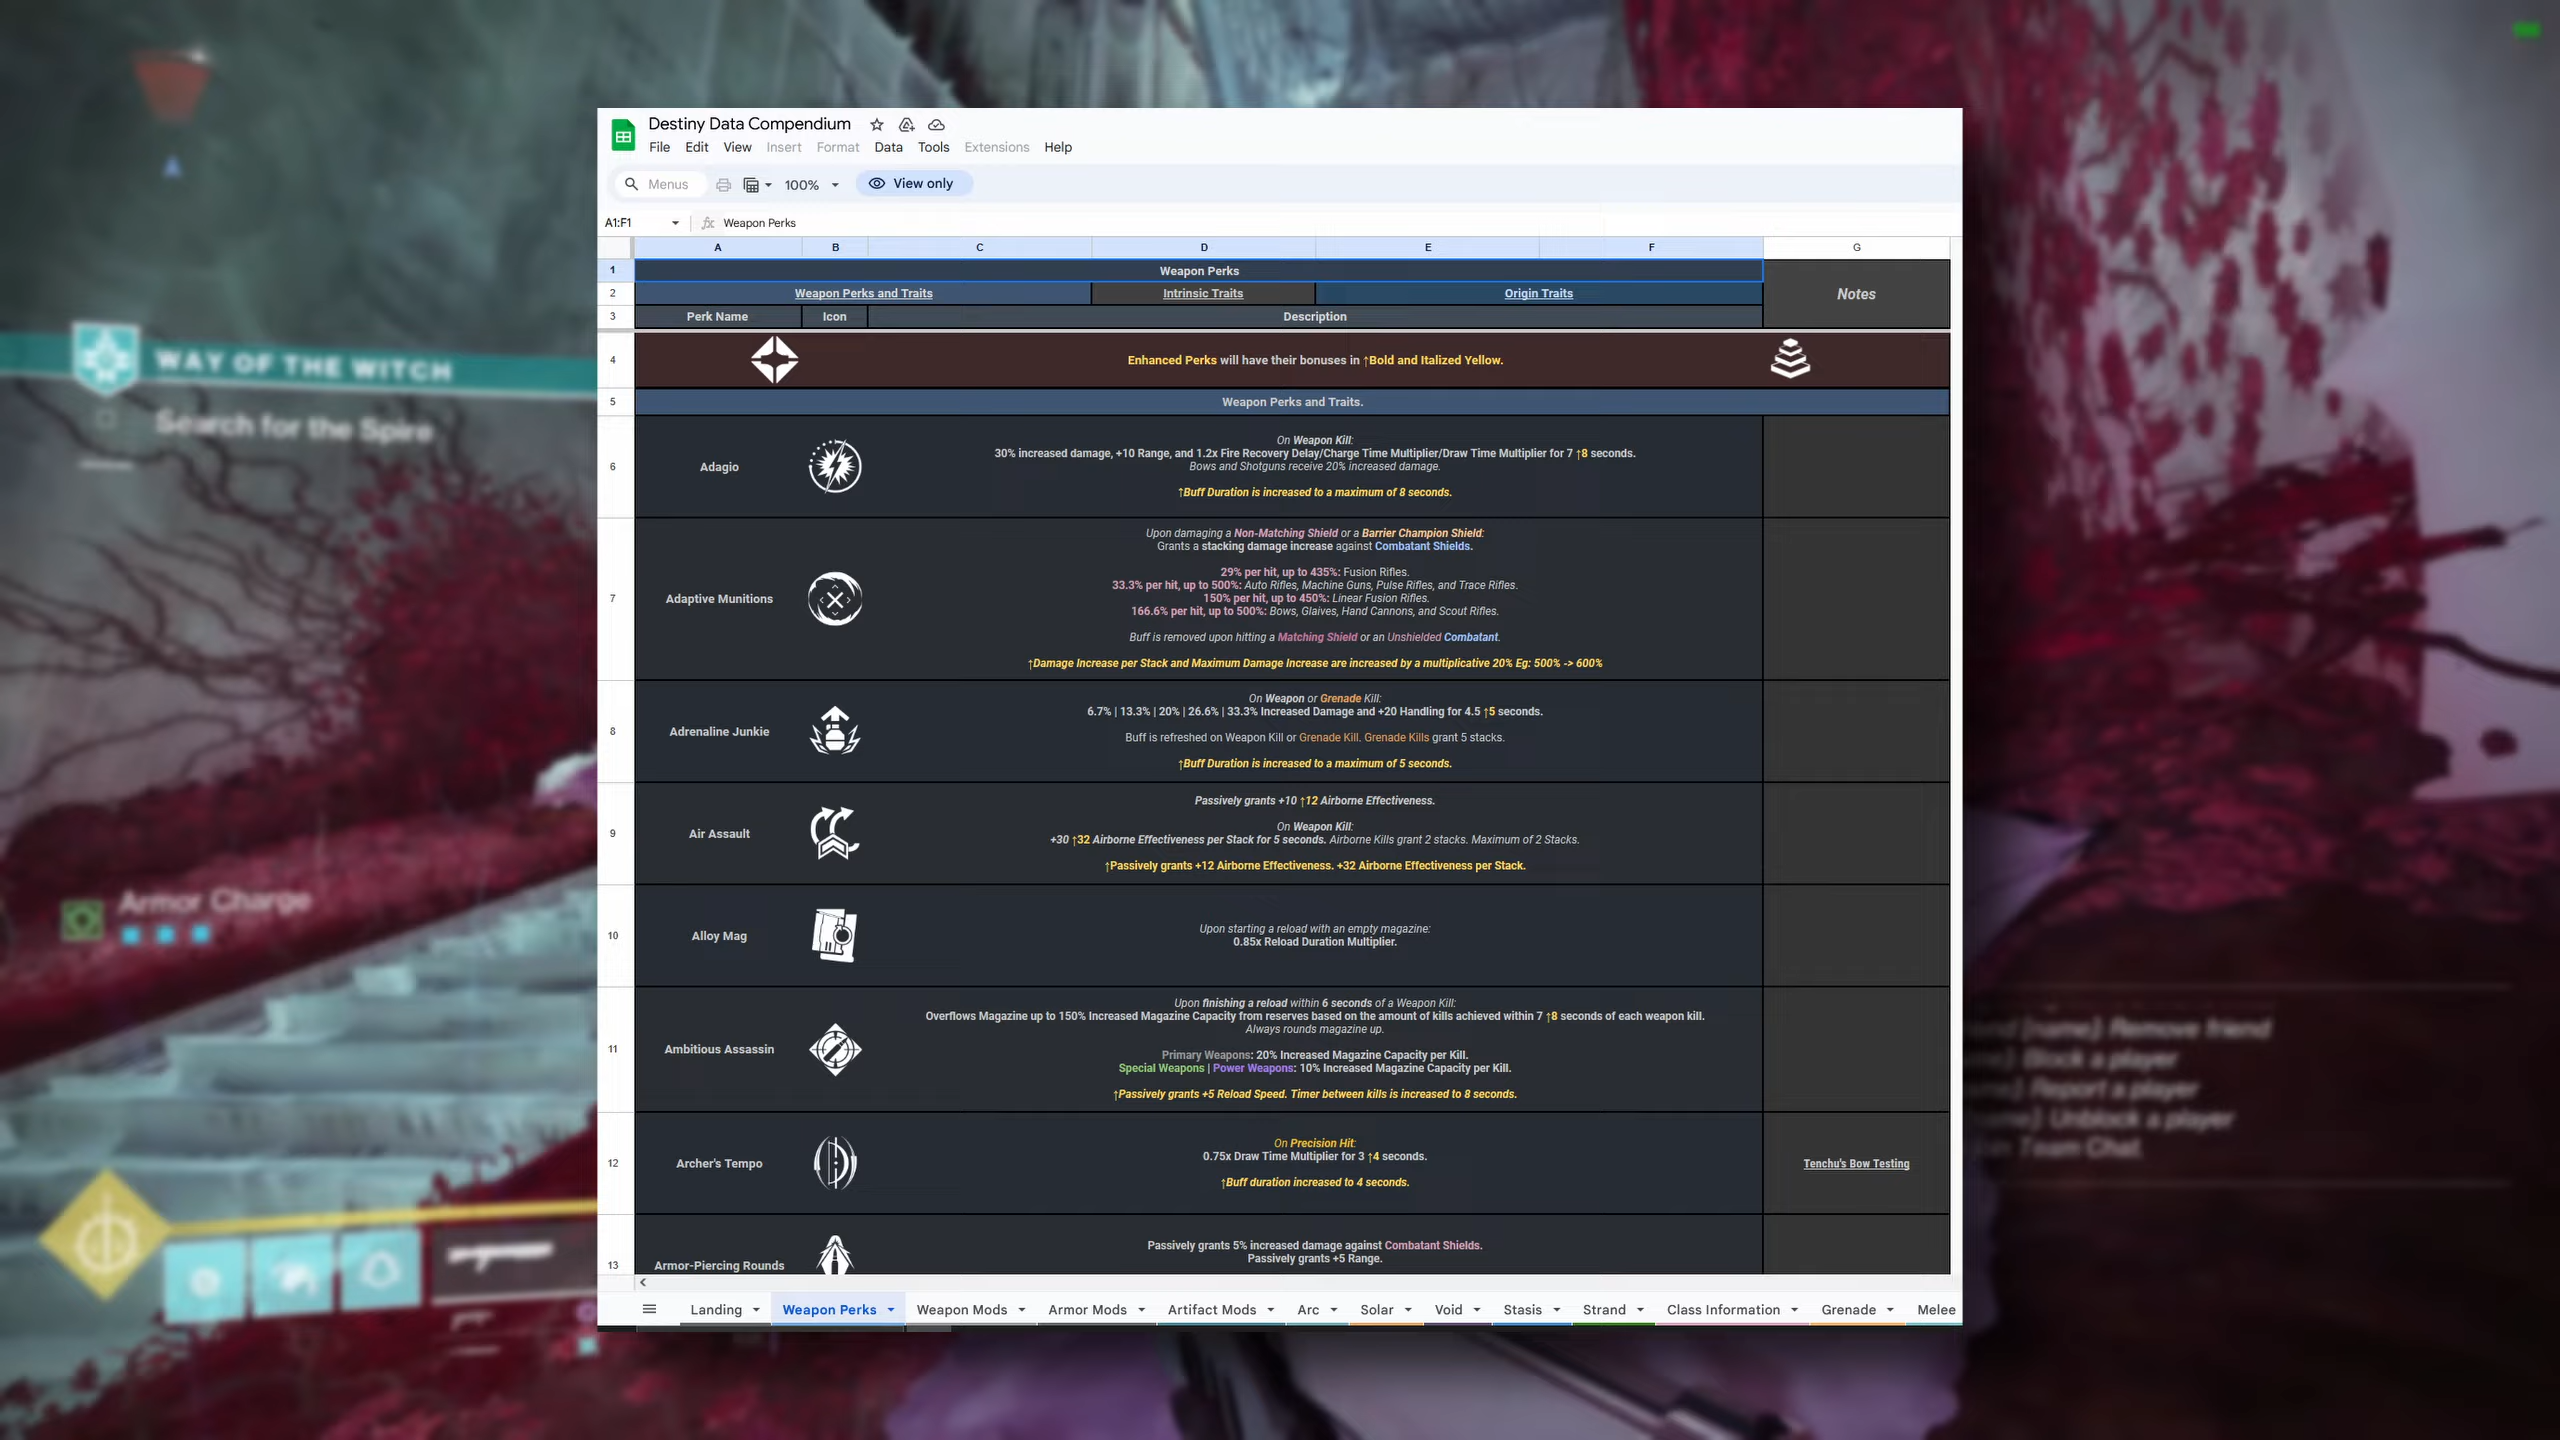 Destiny Data Compendium
File Edit View Insert Format Data Tools Extensions Help
Menus 100% View only
A1:F1 fx Weapon Perks
A B C D E F G
1 Weapon Perks
Notes
2 Weapon Perks and Traits Intrinsic Traits Origin Traits
3 Perk Name Icon Description
4 Enhanced Perks will have their bonuses in ↑Bold and Italized Yellow.
5 Weapon Perks and Traits.
6 Adagio
On Weapon Kill:
30% increased damage, +10 Range, and 1.2x Fire Recovery Delay/Charge Time Multiplier/Draw Time Multiplier for 7 ↑8 seconds.
Bows and Shotguns receive 20% increased damage.
↑Buff Duration is increased to a maximum of 8 seconds.
7 Adaptive Munitions
Upon damaging a Non-Matching Shield or a Barrier Champion Shield:
Grants a stacking damage increase against Combatant Shields.
29% per hit, up to 435%: Fusion Rifles.
33.3% per hit, up to 500%: Auto Rifles, Machine Guns, Pulse Rifles, and Trace Rifles.
150% per hit, up to 450%: Linear Fusion Rifles.
166.6% per hit, up to 500%: Bows, Glaives, Hand Cannons, and Scout Rifles.
Buff is removed upon hitting a Matching Shield or an Unshielded Combatant.
↑Damage Increase per Stack and Maximum Damage Increase are increased by a multiplicative 20% Eg: 500% -> 600%
8 Adrenaline Junkie
On Weapon or Grenade Kill:
6.7% | 13.3% | 20% | 26.6% | 33.3% Increased Damage and +20 Handling for 4.5 ↑5 seconds.
Buff is refreshed on Weapon Kill or Grenade Kill. Grenade Kills grant 5 stacks.
↑Buff Duration is increased to a maximum of 5 seconds.
9 Air Assault
Passively grants +10 ↑12 Airborne Effectiveness.
On Weapon Kill:
+30 ↑32 Airborne Effectiveness per Stack for 5 seconds. Airborne Kills grant 2 stacks. Maximum of 2 Stacks.
↑Passively grants +12 Airborne Effectiveness. +32 Airborne Effectiveness per Stack.
10 Alloy Mag
Upon starting a reload with an empty magazine:
0.85x Reload Duration Multiplier.
11 Ambitious Assassin
Upon finishing a reload within 6 seconds of a Weapon Kill:
Overflows Magazine up to 150% Increased Magazine Capacity from reserves based on the amount of kills achieved within 7 ↑8 seconds of each weapon kill.
Always rounds magazine up.
Primary Weapons: 20% Increased Magazine Capacity per Kill.
Special Weapons | Power Weapons: 10% Increased Magazine Capacity per Kill.
↑Passively grants +5 Reload Speed. Timer between kills is increased to 8 seconds.
12 Archer's Tempo
On Precision Hit:
0.75x Draw Time Multiplier for 3 ↑4 seconds.
↑Buff duration increased to 4 seconds.
Tenchu's Bow Testing
13 Armor-Piercing Rounds
Passively grants 5% increased damage against Combatant Shields.
Passively grants +5 Range.
Landing Weapon Perks Weapon Mods Armor Mods Artifact Mods Arc Solar Void Stasis Strand Class Information Grenade Melee
WAY OF THE WITCH
Search for the Spire
Armor Charge
[name]: Remove friend
Block a player
Report a player
Unblock a player
Team Chat.